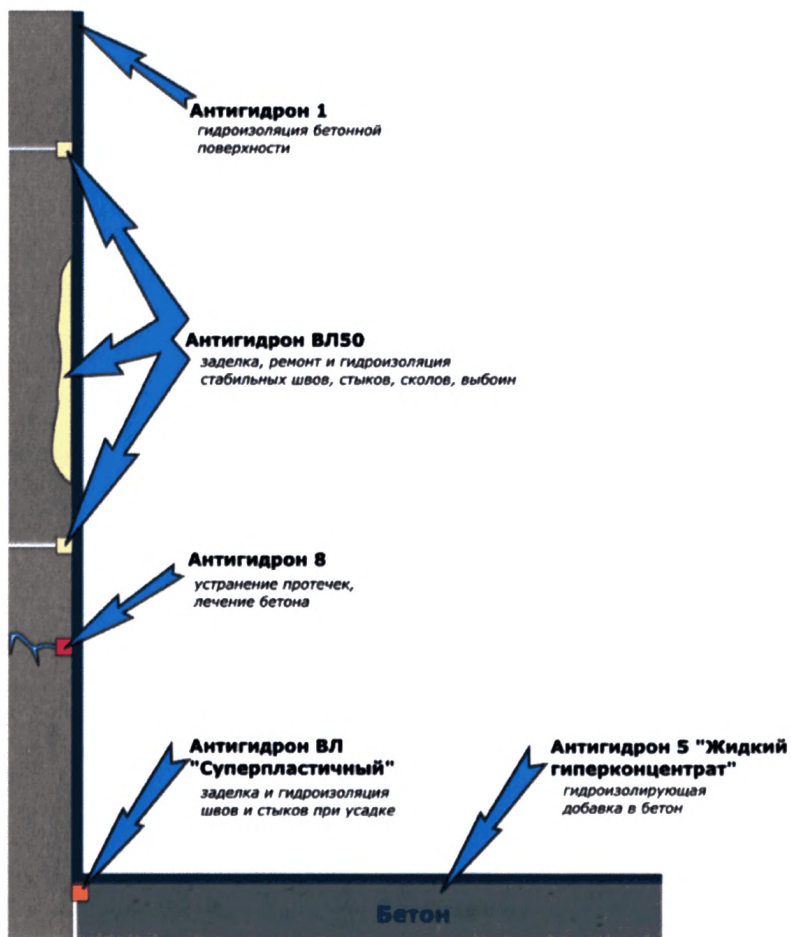 Антигидрон 1
гидроизоляция бетонной
поверхности
Антигидрон ВЛ50
заделка, ремонт и гидроизоляция
стабильных швов, стыков, сколов, выбоин
Антигидрон 8
устранение протечек,
лечение бетона
Антигидрон ВЛ
"Суперпластичный"
заделка и гидроизоляция
швов и стыков при усадке
Антигидрон 5 "Жидкий
гиперконцентрат"
гидроизолирующая
добавка в бетон
Бетон